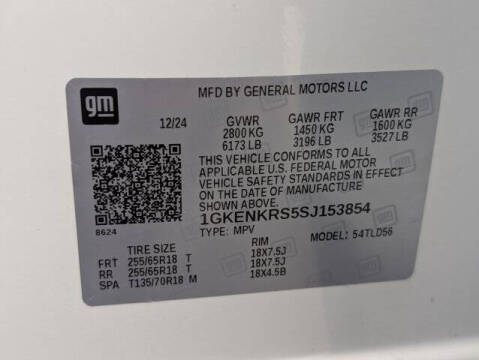 gm
MFD BY GENERAL MOTORS LLC
12/24 GVWR GAWR FRT GAWR RR
2800 KG 1450 KG 1600 KG
6173 LB 3196 LB 3527 LB
THIS VEHICLE CONFORMS TO ALL
APPLICABLE U.S. FEDERAL MOTOR
VEHICLE SAFETY STANDARDS IN EFFECT
ON THE DATE OF MANUFACTURE
SHOWN ABOVE.
1GKENKRS5SJ153854
8624
TYPE: MPV MODEL: 54TLD56
TIRE SIZE RIM
FRT 255/65R18 T 18X7.5J
RR 255/65R18 T 18X7.5J
SPA T135/70R18 M 18X4.5B